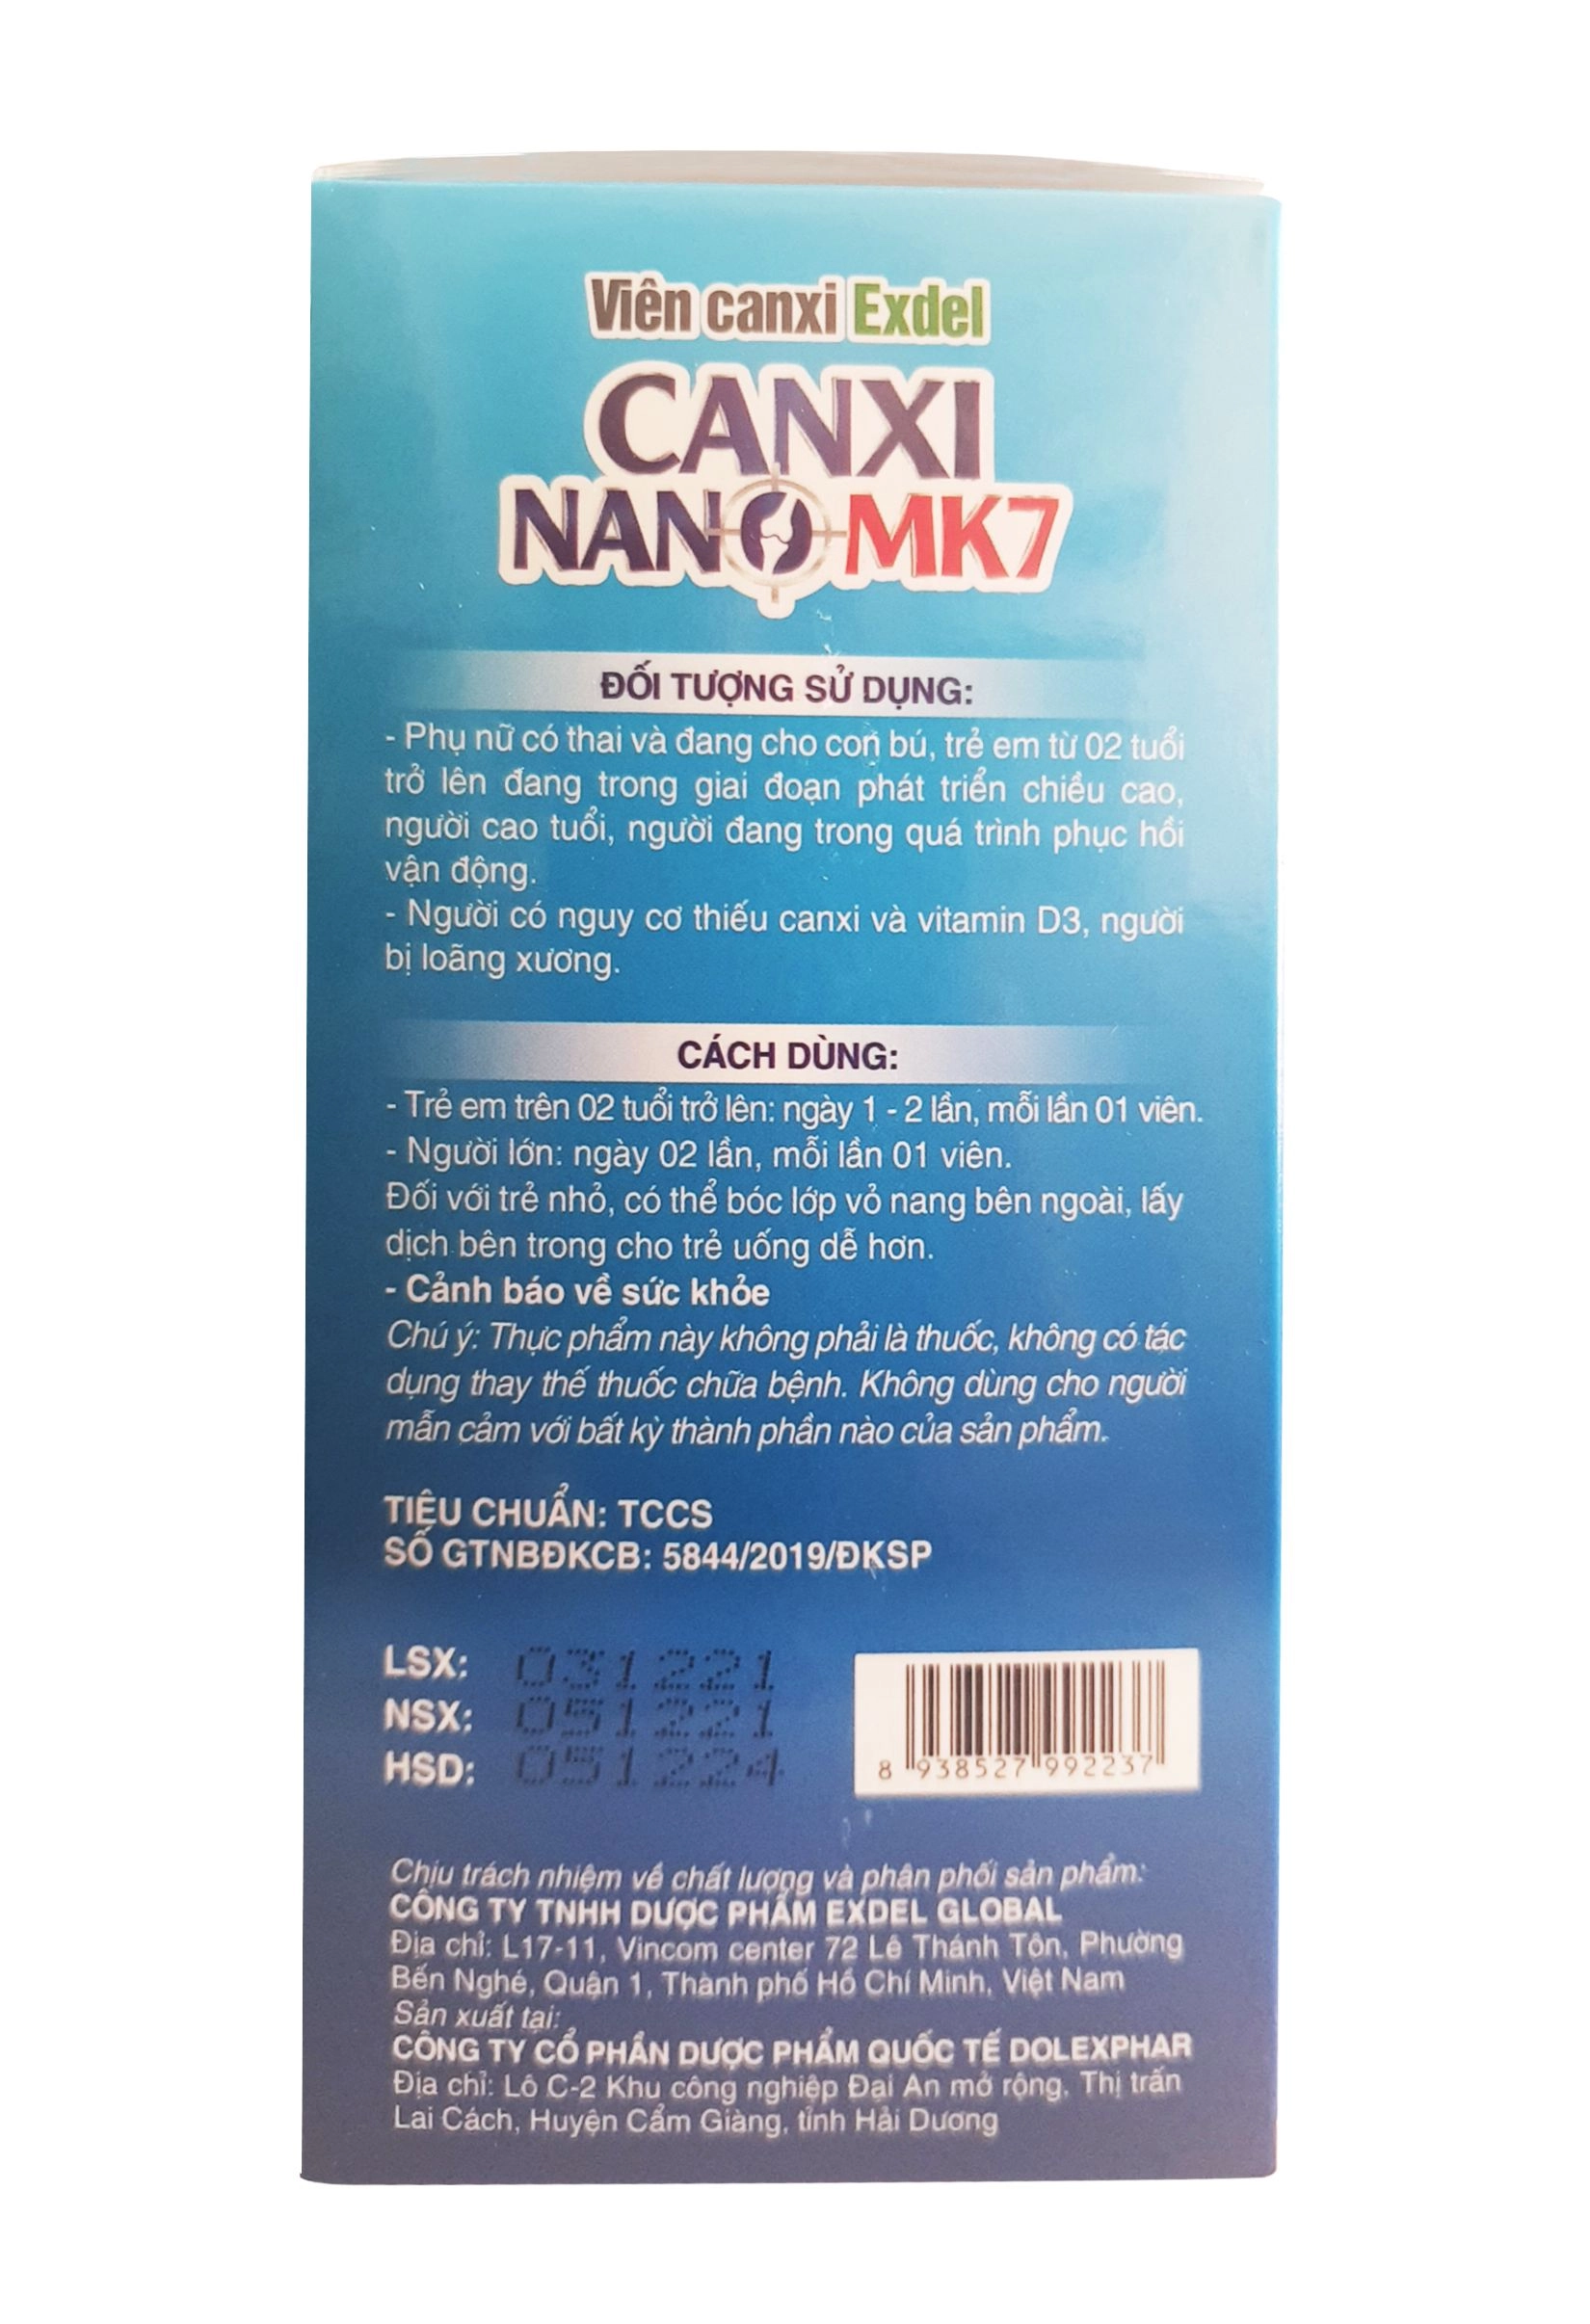 Viên canxi Exdel
CANXI
NANO MK7
ĐỐI TƯỢNG SỬ DỤNG:
- Phụ nữ có thai và đang cho con bú, trẻ em từ 02 tuổi
trở lên đang trong giai đoạn phát triển chiều cao,
người cao tuổi, người đang trong quá trình phục hồi
vận động.
- Người có nguy cơ thiếu canxi và vitamin D3, người
bị loãng xương.
CÁCH DÙNG:
- Trẻ em trên 02 tuổi trở lên: ngày 1 - 2 lần, mỗi lần 01 viên.
- Người lớn: ngày 02 lần, mỗi lần 01 viên.
Đối với trẻ nhỏ, có thể bóc lớp vỏ nang bên ngoài, lấy
dịch bên trong cho trẻ uống dễ hơn.
- Cảnh báo về sức khỏe
Chú ý: Thực phẩm này không phải là thuốc, không có tác
dụng thay thế thuốc chữa bệnh. Không dùng cho người
mẫn cảm với bất kỳ thành phần nào của sản phẩm.
TIÊU CHUẨN: TCCS
SỐ GTNBĐKCB: 5844/2019/ĐKSP
LSX: 031221
NSX: 051221
HSD: 051224
8 938527 992237
Chịu trách nhiệm về chất lượng và phân phối sản phẩm:
CÔNG TY TNHH DƯỢC PHẨM EXDEL GLOBAL
Địa chỉ: L17-11, Vincom center 72 Lê Thánh Tôn, Phường
Bến Nghé, Quận 1, Thành phố Hồ Chí Minh, Việt Nam
Sản xuất tại:
CÔNG TY CỔ PHẦN DƯỢC PHẨM QUỐC TẾ DOLEXPHAR
Địa chỉ: Lô C-2 Khu công nghiệp Đại An mở rộng, Thị trấn
Lai Cách, Huyện Cẩm Giàng, tỉnh Hải Dương